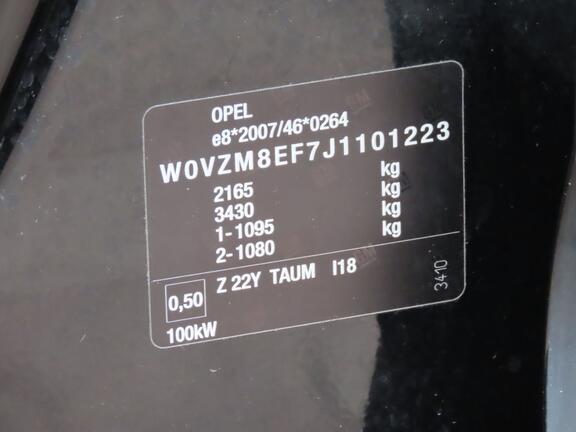 OPEL
e8*2007/46*0264
W0VZM8EF7J1101223
2165 kg
3430 kg
1-1095 kg
2-1080 kg
0,50 Z 22Y TAUM I18
100kW
3410